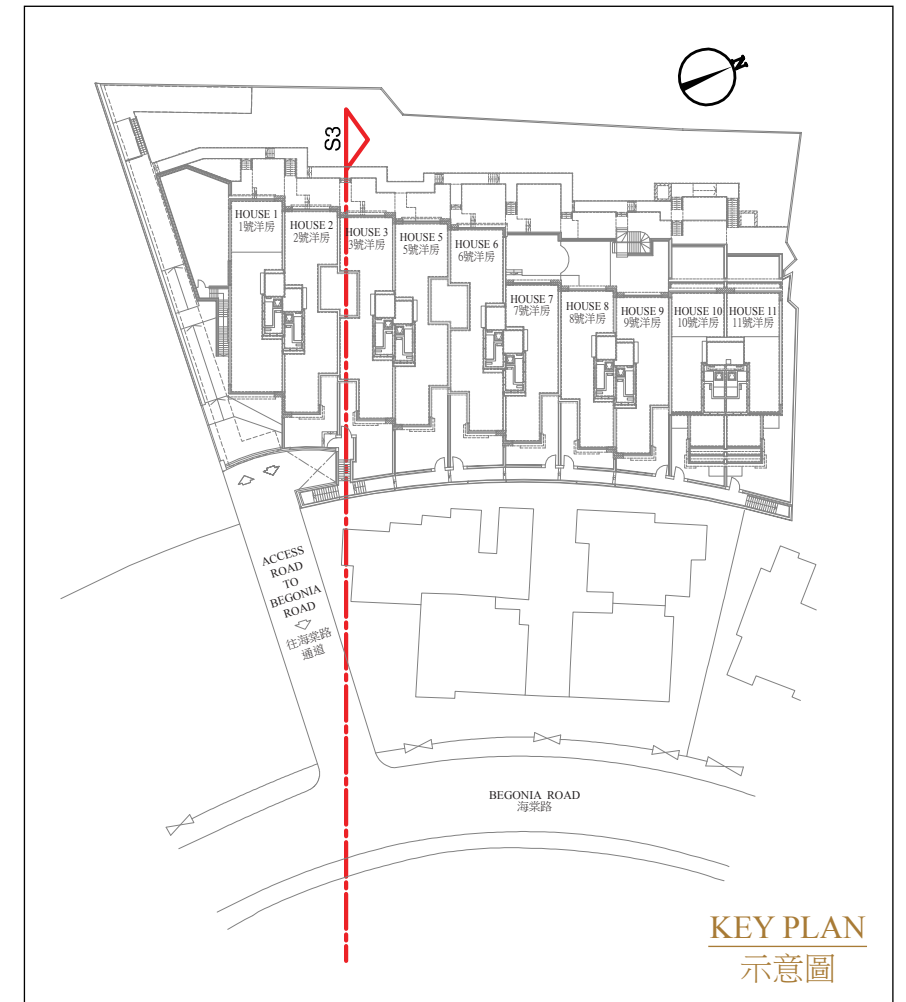 N
S3
HOUSE 1
1號洋房
HOUSE 2
2號洋房
HOUSE 3
3號洋房
HOUSE 5
5號洋房
HOUSE 6
6號洋房
HOUSE 7
7號洋房
HOUSE 8
8號洋房
HOUSE 9
9號洋房
HOUSE 10
10號洋房
HOUSE 11
11號洋房
ACCESS
ROAD
TO
BEGONIA
ROAD
往海棠路
通道
BEGONIA ROAD
海棠路
KEY PLAN
示意圖